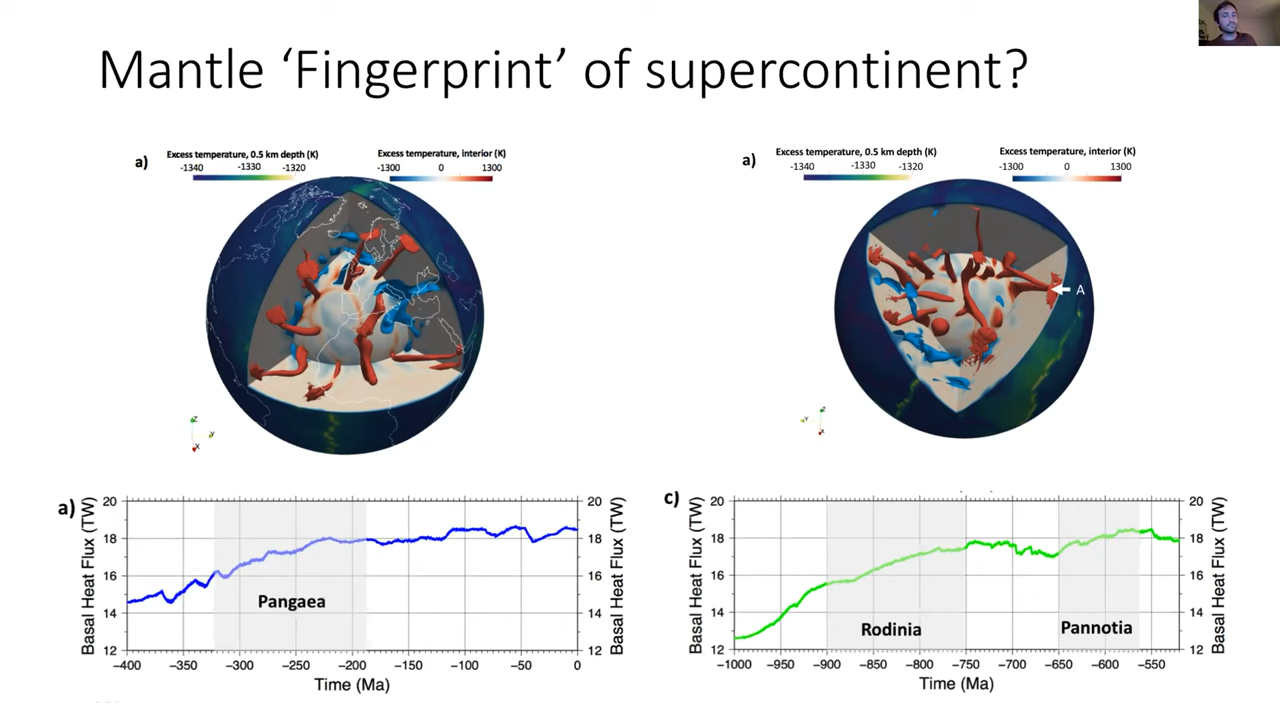 Mantle ‘Fingerprint’ of supercontinent?
a)
Excess temperature, 0.5 km depth (K)
-1340 -1330 -1320
Excess temperature, interior (K)
-1300 0 1300
Z
Y
X
a)
Excess temperature, 0.5 km depth (K)
-1340 -1330 -1320
Excess temperature, interior (K)
-1300 0 1300
A
Z
Y
X
a)
Basal Heat Flux (TW)
20
18
16
14
12
Pangaea
20
18
16
14
12
Basal Heat Flux (TW)
−400 −350 −300 −250 −200 −150 −100 −50 0
Time (Ma)
c)
Basal Heat Flux (TW)
20
18
16
14
12
Rodinia
Pannotia
20
18
16
14
12
Basal Heat Flux (TW)
−1000 −950 −900 −850 −800 −750 −700 −650 −600 −550
Time (Ma)